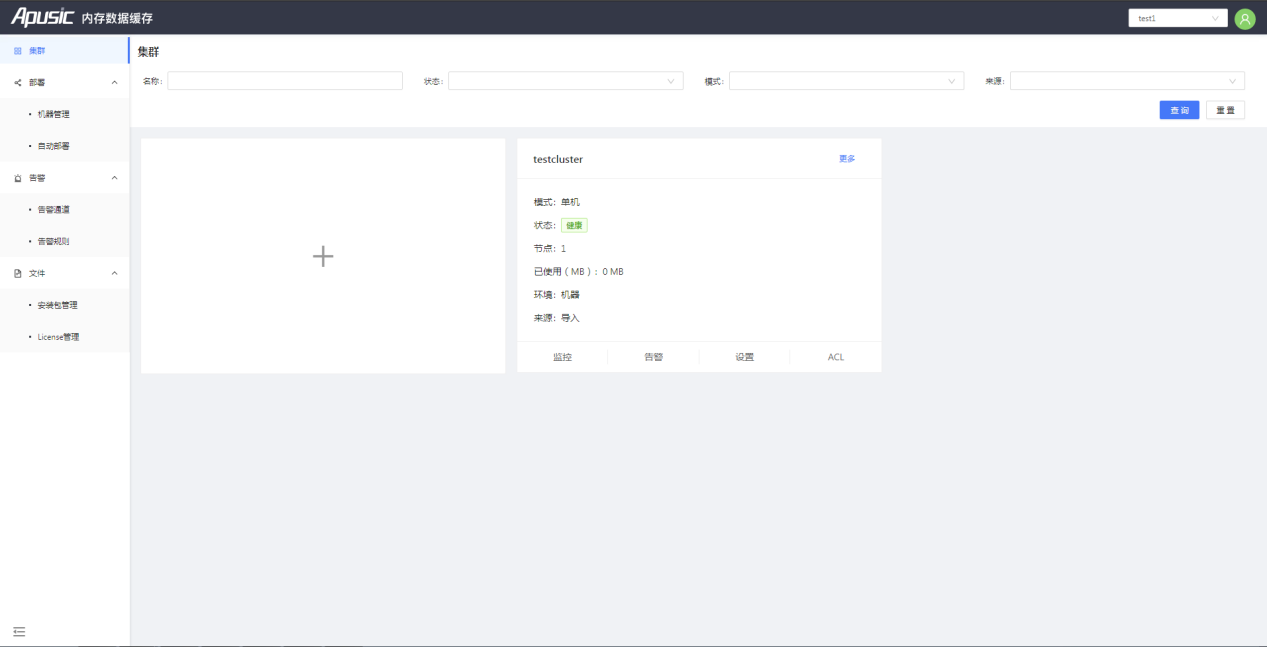 Apusic 内存数据缓存
test1
集群
部署
机器管理
自动部署
告警
告警通道
告警规则
文件
安装包管理
License管理
集群
名称:
状态:
模式:
来源:
查 询
重 置
testcluster
更多
模式: 单机
状态: 健康
节点: 1
已使用 ( MB ) : 0 MB
环境: 机器
来源: 导入
监控
告警
设置
ACL